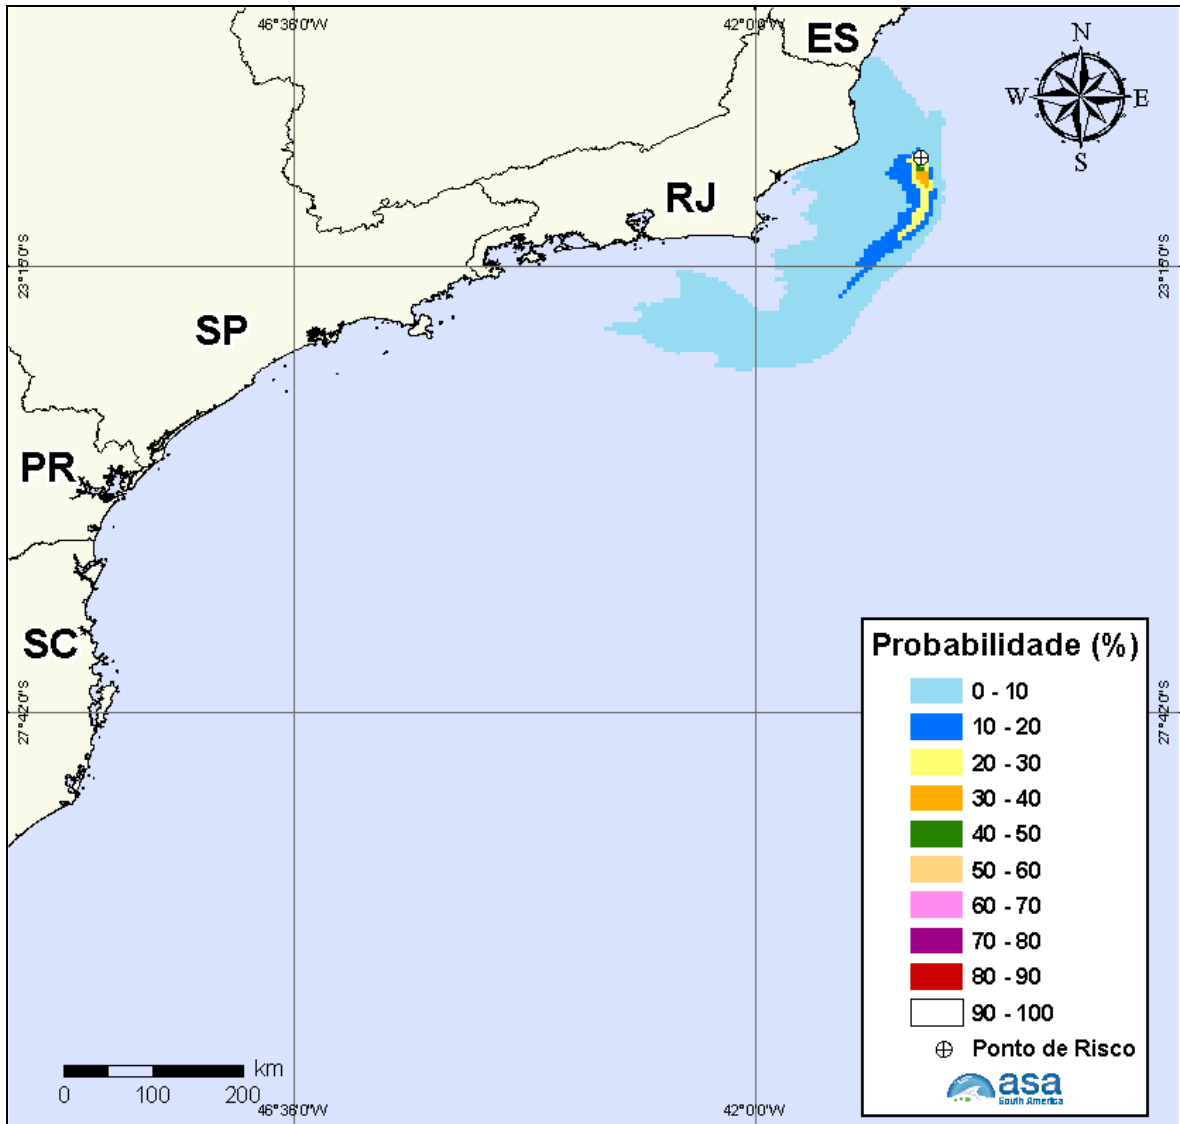 46°36'0"W
42°0'0"W
ES
N
W
E
S
RJ
23°15'0"S
23°15'0"S
SP
PR
SC
27°42'0"S
27°42'0"S
Probabilidade (%)
0 - 10
10 - 20
20 - 30
30 - 40
40 - 50
50 - 60
60 - 70
70 - 80
80 - 90
90 - 100
Ponto de Risco
asa
South America
km
0 100 200
46°36'0"W
42°0'0"W